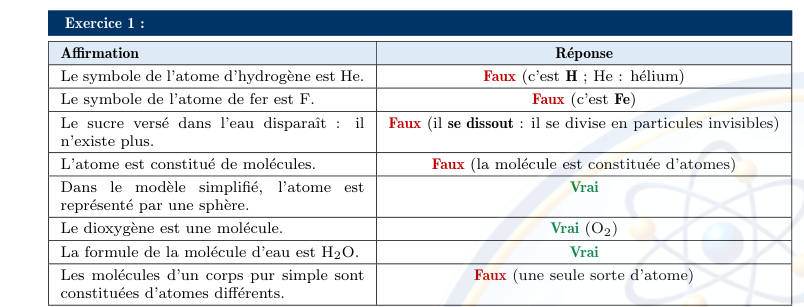 Exercice 1 :
Affirmation Réponse
Le symbole de l'atome d'hydrogène est He. Faux (c'est H ; He : hélium)
Le symbole de l'atome de fer est F. Faux (c'est Fe)
Le sucre versé dans l'eau disparaît : il Faux (il se dissout : il se divise en particules invisibles)
n'existe plus.
L'atome est constitué de molécules. Faux (la molécule est constituée d'atomes)
Dans le modèle simplifié, l'atome est Vrai
représenté par une sphère.
Le dioxygène est une molécule. Vrai (O₂)
La formule de la molécule d'eau est H₂O. Vrai
Les molécules d'un corps pur simple sont Faux (une seule sorte d'atome)
constituées d'atomes différents.